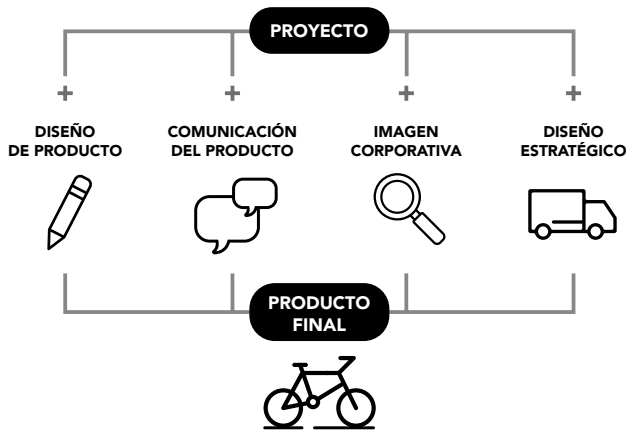 PROYECTO
+ + + +
DISEÑO
DE PRODUCTO
COMUNICACIÓN
DEL PRODUCTO
IMAGEN
CORPORATIVA
DISEÑO
ESTRATÉGICO
PRODUCTO
FINAL